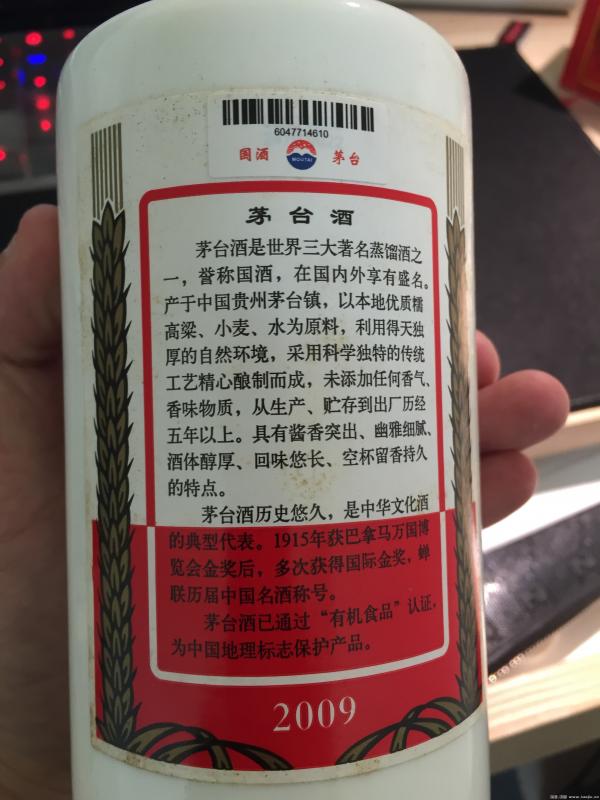 6047714610
国酒 MOUTAI 茅台
茅台酒
茅台酒是世界三大著名蒸馏酒之
一，誉称国酒，在国内外享有盛名。
产于中国贵州茅台镇，以本地优质糯
高粱、小麦、水为原料，利用得天独
厚的自然环境，采用科学独特的传统
工艺精心酿制而成，未添加任何香气、
香味物质，从生产、贮存到出厂历经
五年以上。具有酱香突出、幽雅细腻、
酒体醇厚、回味悠长、空杯留香持久
的特点。
茅台酒历史悠久，是中华文化酒
的典型代表。1915年获巴拿马万国博
览会金奖后，多次获得国际金奖，蝉
联历届中国名酒称号。
茅台酒已通过“有机食品”认证，
为中国地理标志保护产品。
2009